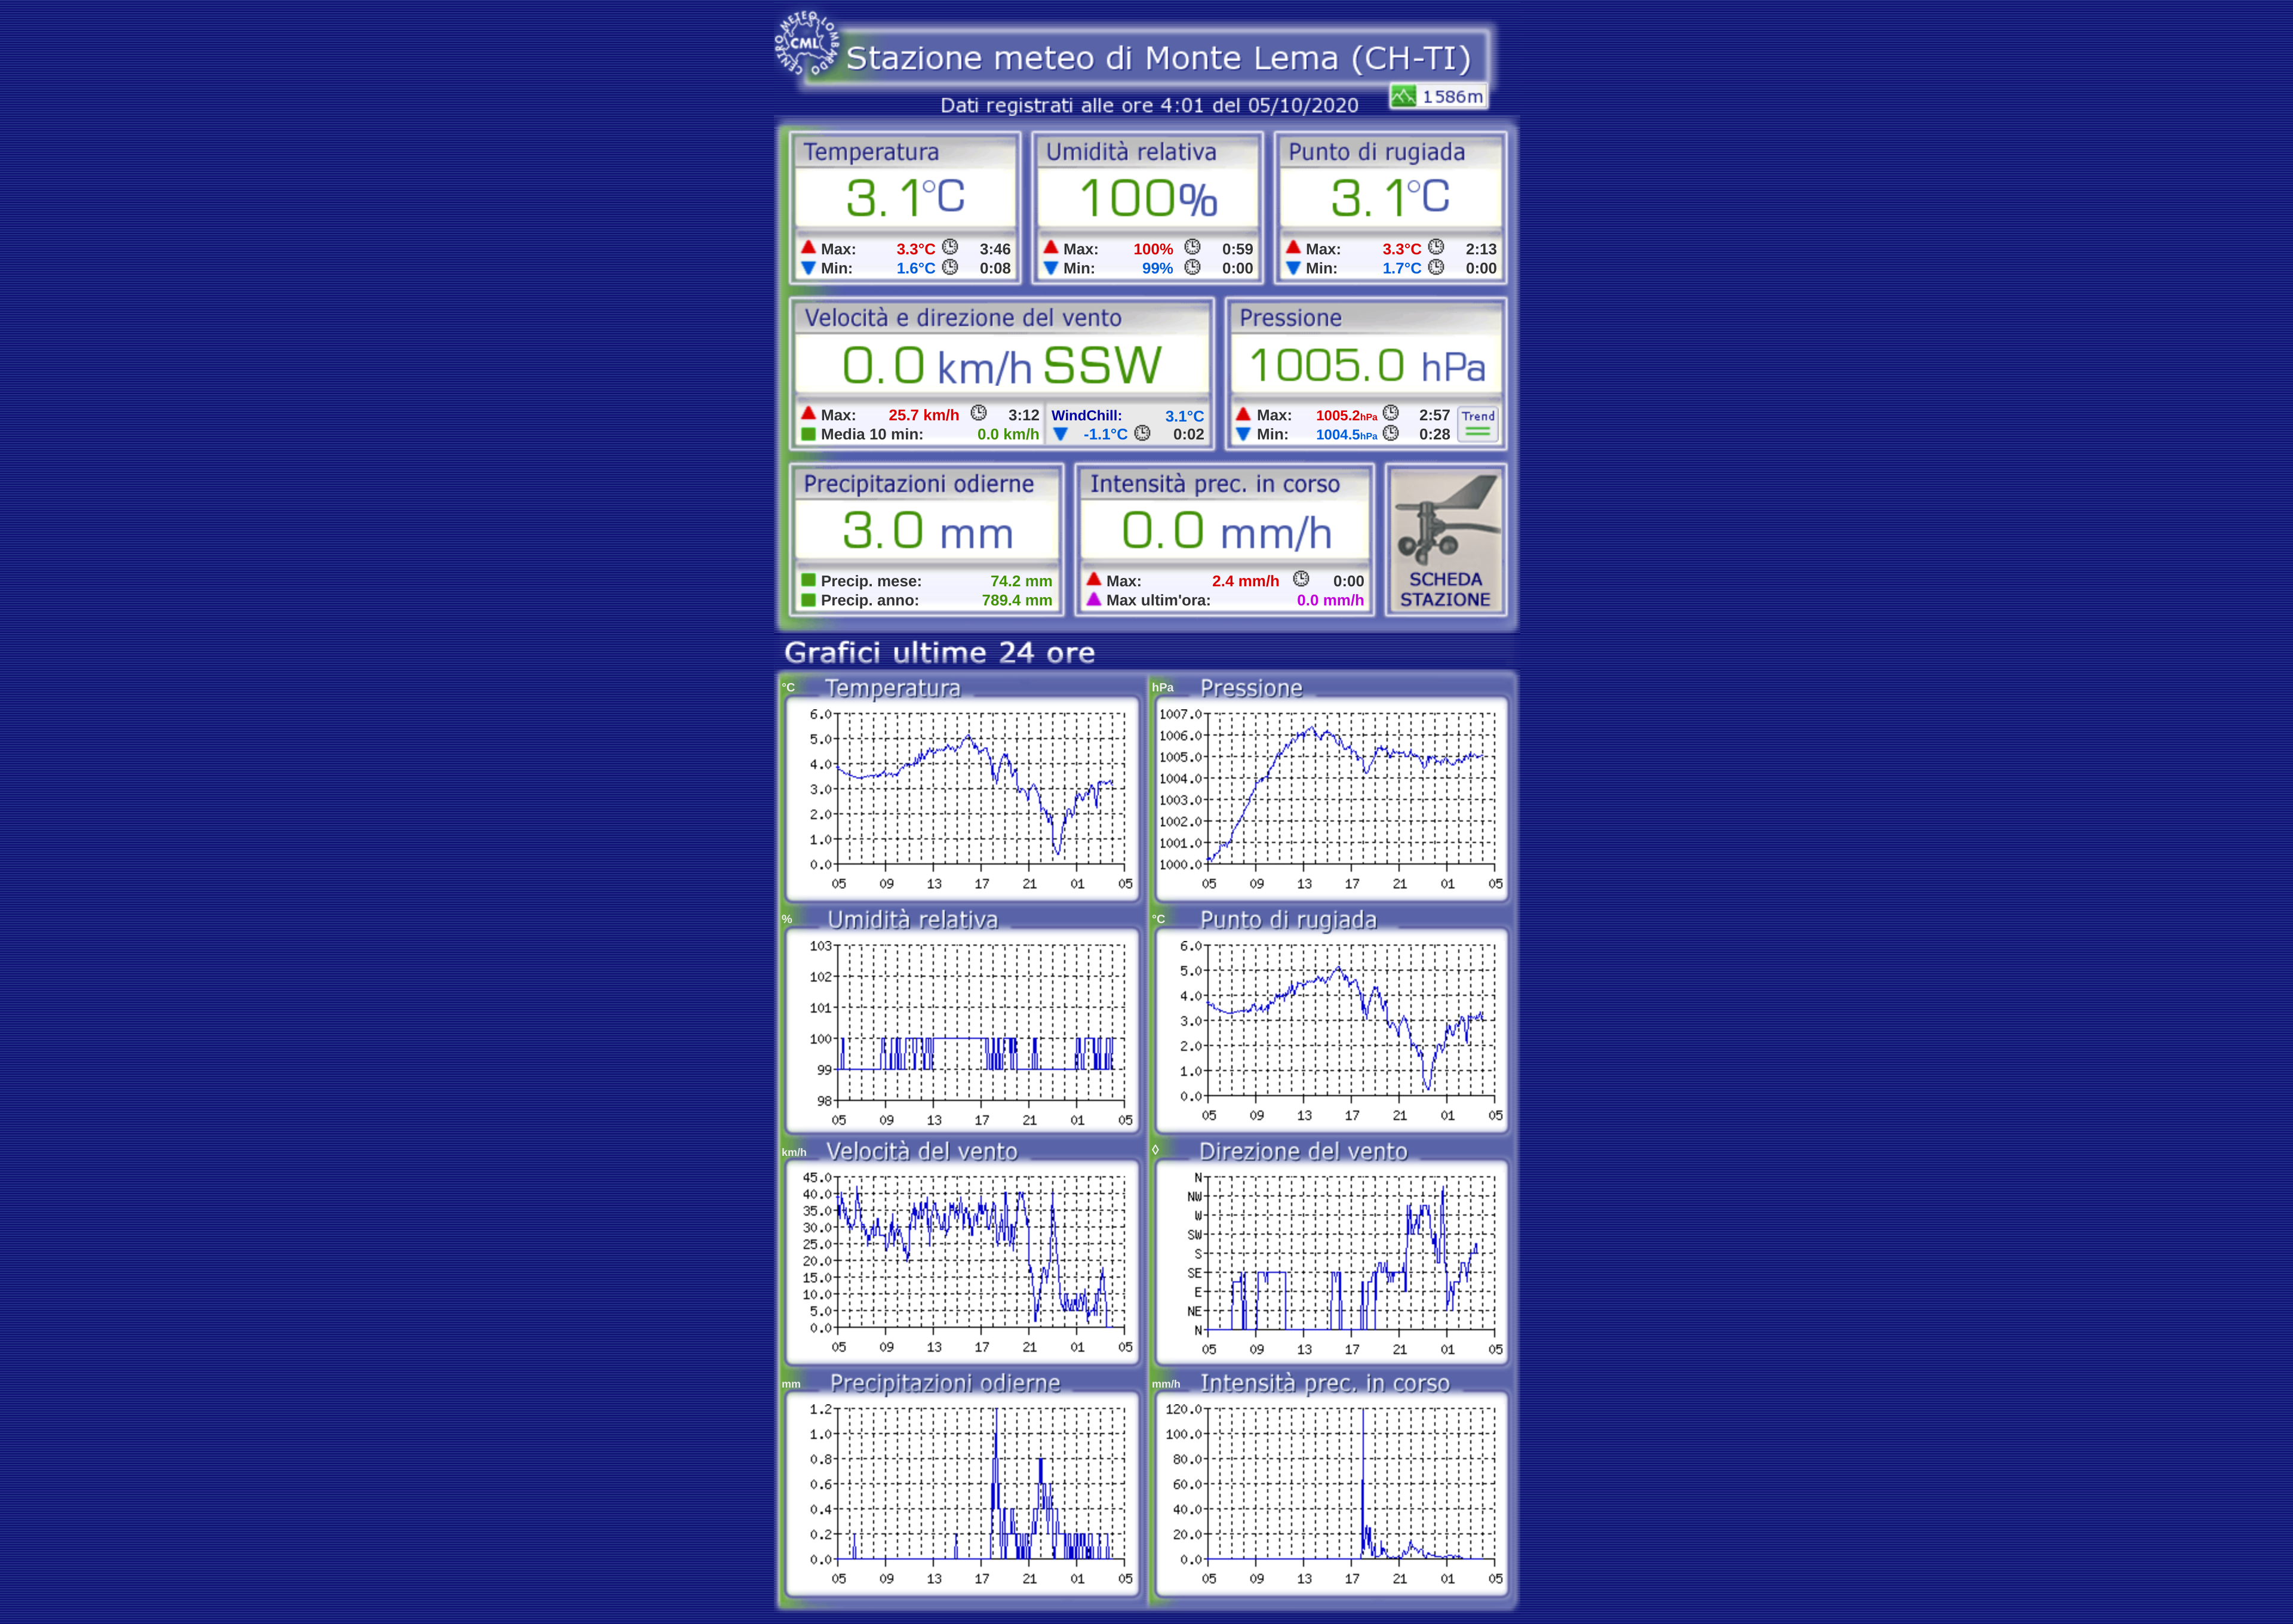 CENTRO METEO LOMBARDO
CML
Stazione meteo di Monte Lema (CH-TI)
1586m
Dati registrati alle ore 4:01 del 05/10/2020
Temperatura Umidità relativa Punto di rugiada
3.1°C 100% 3.1°C
Max: 3.3°C 3:46 Max: 100% 0:59 Max: 3.3°C 2:13
Min: 1.6°C 0:08 Min: 99% 0:00 Min: 1.7°C 0:00
Velocità e direzione del vento Pressione
0.0 km/h SSW 1005.0 hPa
Max: 25.7 km/h 3:12 WindChill: 3.1°C Max: 1005.2hPa 2:57 Trend
Media 10 min: 0.0 km/h -1.1°C 0:02 Min: 1004.5hPa 0:28
Precipitazioni odierne Intensità prec. in corso
3.0 mm 0.0 mm/h
Precip. mese: 74.2 mm Max: 2.4 mm/h 0:00 SCHEDA
Precip. anno: 789.4 mm Max ultim'ora: 0.0 mm/h STAZIONE
Grafici ultime 24 ore
°C Temperatura hPa Pressione
6.0 1007.0
5.0 1006.0
4.0 1005.0
3.0 1004.0
2.0 1003.0
1.0 1002.0
0.0 1001.0
1000.0
05 09 13 17 21 01 05 05 09 13 17 21 01 05
% Umidità relativa °C Punto di rugiada
103 6.0
102 5.0
101 4.0
100 3.0
99 2.0
98 1.0
0.0
05 09 13 17 21 01 05 05 09 13 17 21 01 05
km/h Velocità del vento ◊ Direzione del vento
45.0 N
40.0 NW
35.0 W
30.0 SW
25.0 S
20.0 SE
15.0 E
10.0 NE
5.0 N
0.0
05 09 13 17 21 01 05 05 09 13 17 21 01 05
mm Precipitazioni odierne mm/h Intensità prec. in corso
1.2 120.0
1.0 100.0
0.8 80.0
0.6 60.0
0.4 40.0
0.2 20.0
0.0 0.0
05 09 13 17 21 01 05 05 09 13 17 21 01 05